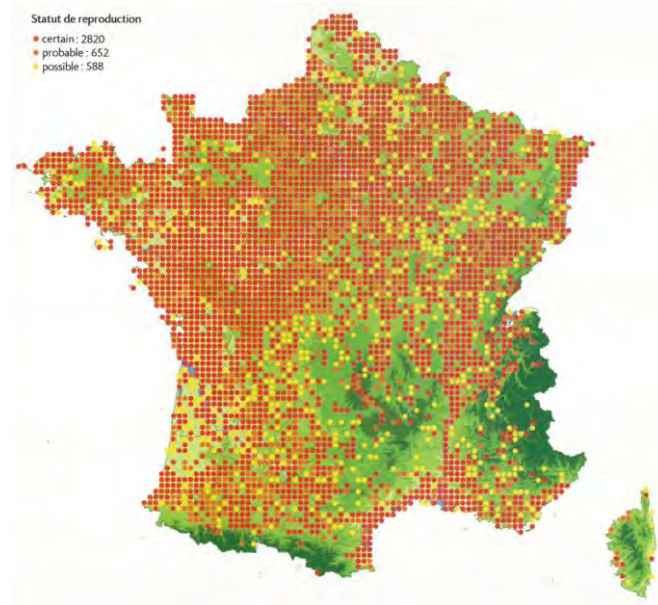 Statut de reproduction
certain : 2820
probable : 652
possible : 588